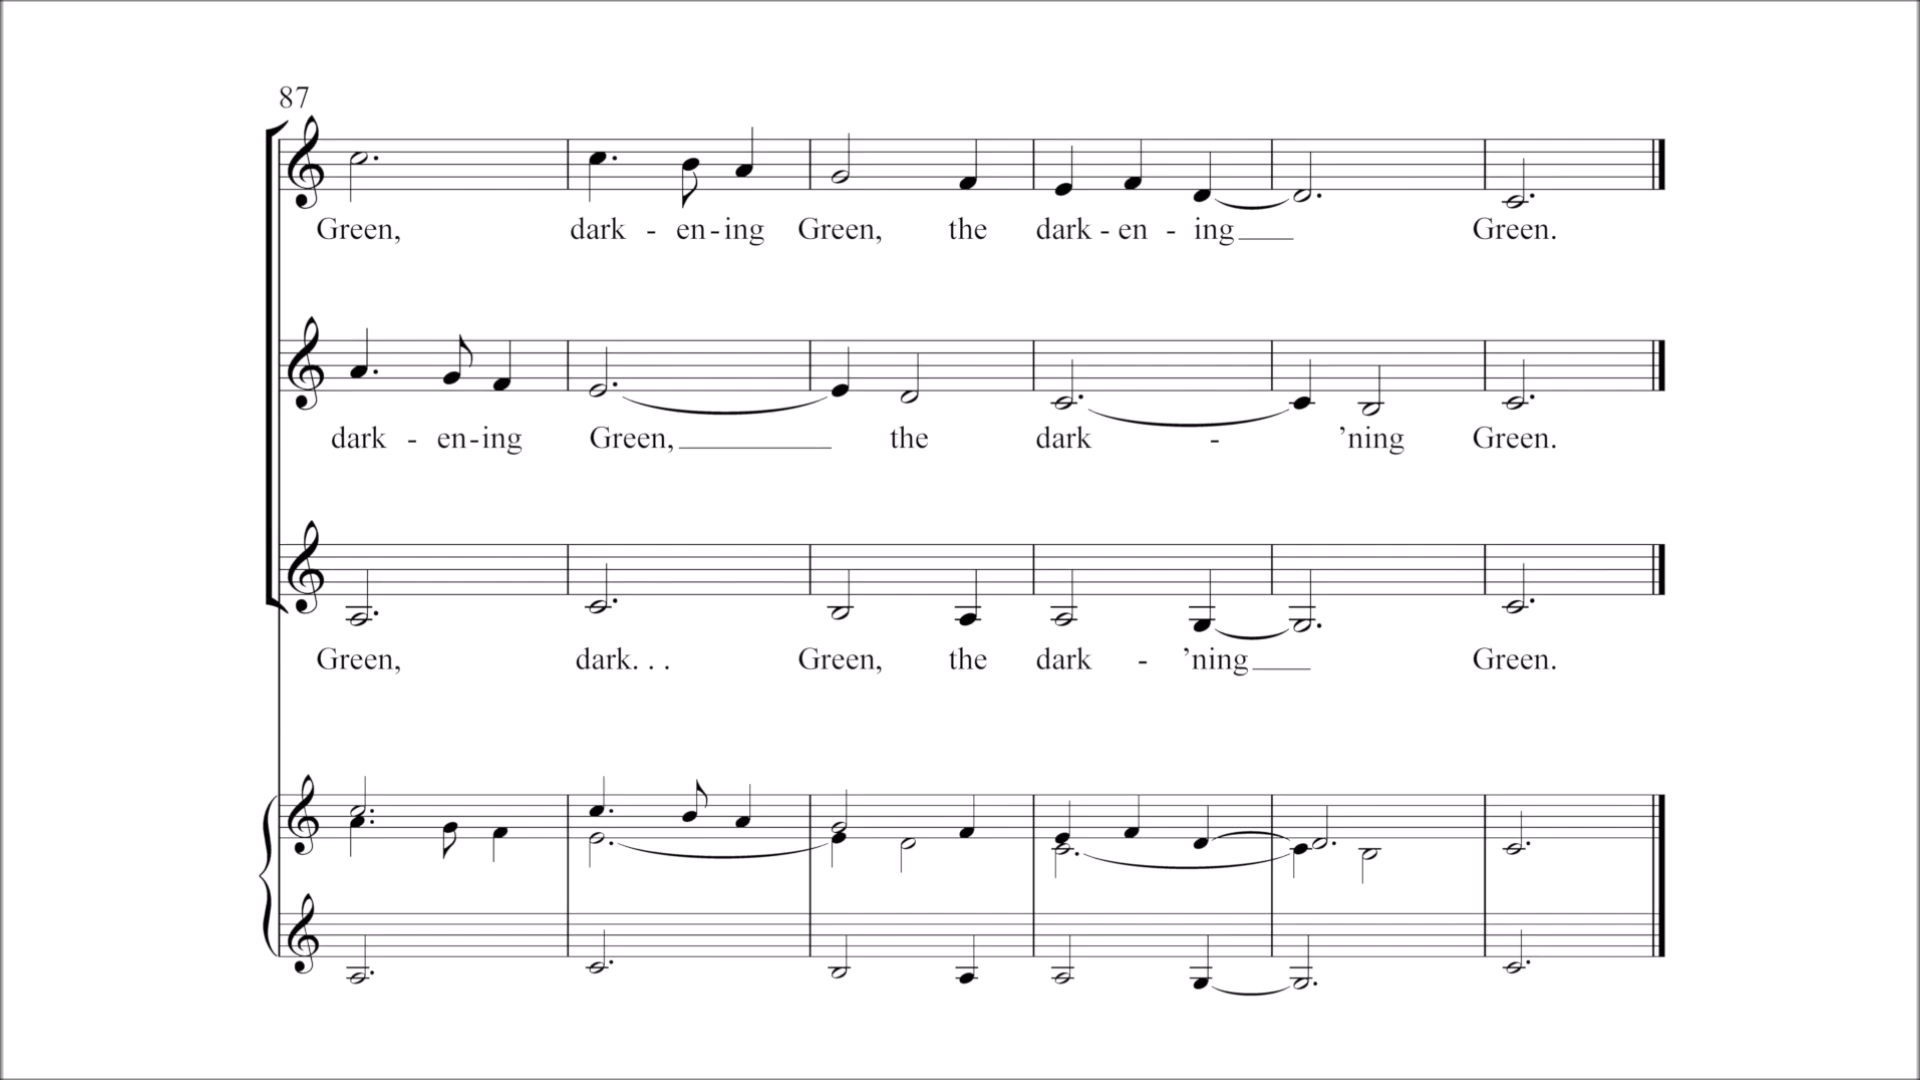 87
Green, dark - en - ing Green, the dark - en - ing Green.
dark - en - ing Green, the dark - ’ning Green.
Green, dark. . . Green, the dark - ’ning Green.